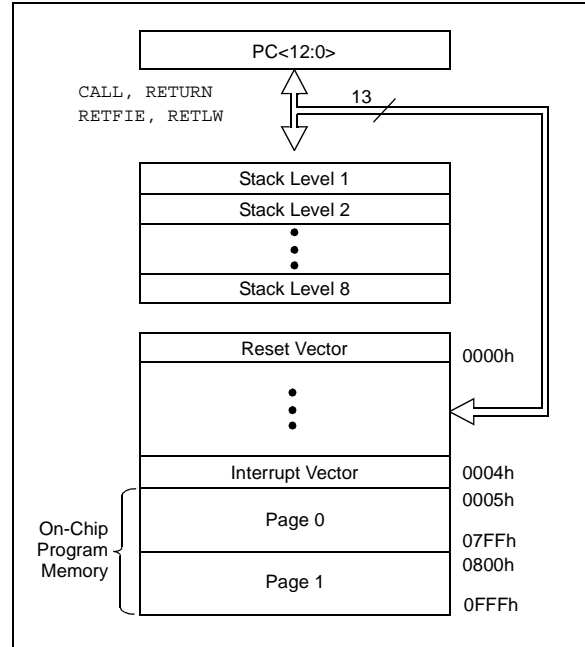 PC<12:0>
CALL, RETURN
RETFIE, RETLW
13
Stack Level 1
Stack Level 2
Stack Level 8
Reset Vector
0000h
Interrupt Vector
0004h
0005h
On-Chip
Program
Memory
Page 0
07FFh
0800h
Page 1
0FFFh